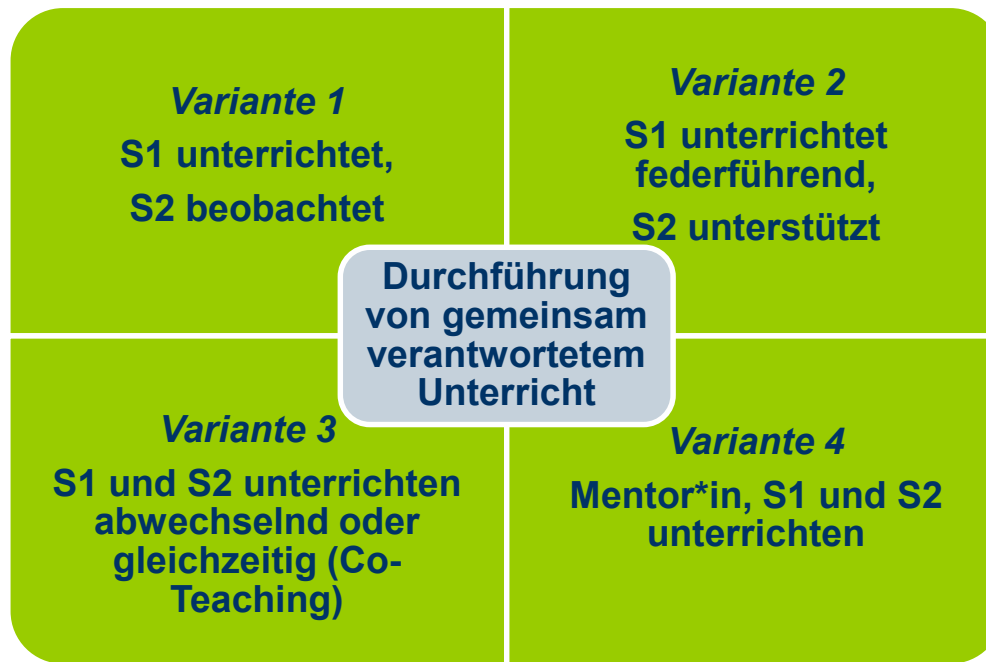 Variante 1
S1 unterrichtet,
S2 beobachtet
Variante 2
S1 unterrichtet
federführend,
S2 unterstützt
Durchführung
von gemeinsam
verantwortetem
Unterricht
Variante 3
S1 und S2 unterrichten
abwechselnd oder
gleichzeitig (Co-
Teaching)
Variante 4
Mentor*in, S1 und S2
unterrichten